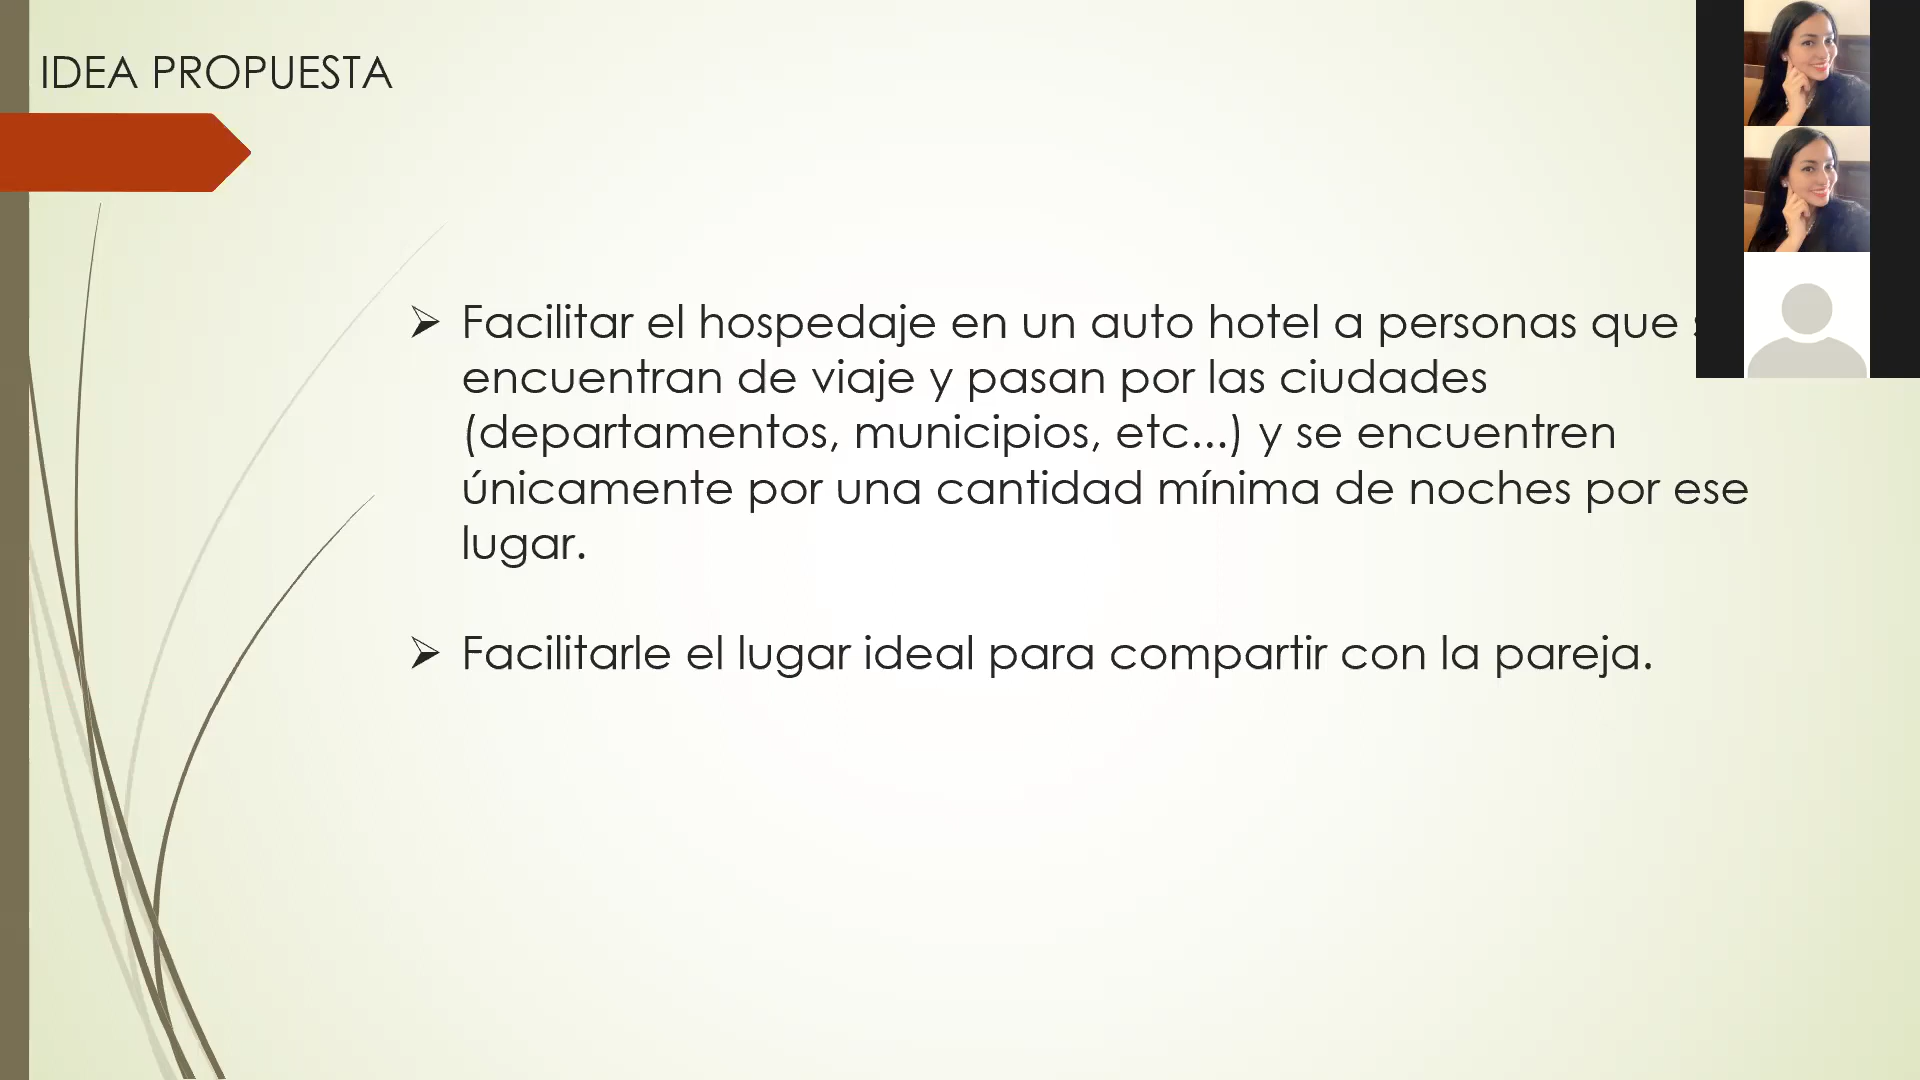 IDEA PROPUESTA
Facilitar el hospedaje en un auto hotel a personas que
encuentran de viaje y pasan por las ciudades
(departamentos, municipios, etc...) y se encuentren
únicamente por una cantidad mínima de noches por ese
lugar.
Facilitarle el lugar ideal para compartir con la pareja.